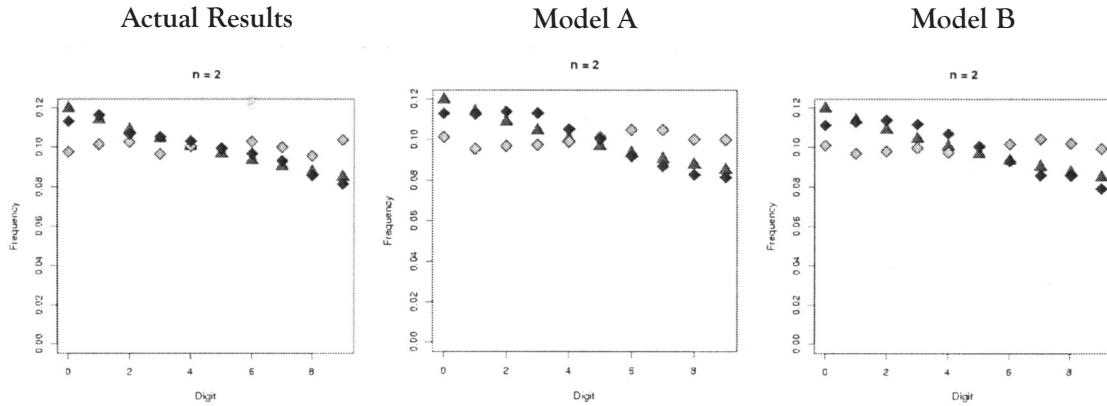 Actual Results
Model A
Model B
n = 2
n = 2
n = 2
Frequency
0.00 0.02 0.04 0.06 0.08 0.10 0.12
0 2 4 6 8
Digit
Frequency
0.00 0.02 0.04 0.06 0.08 0.10 0.12
0 2 4 6 8
Digit
Frequency
0.00 0.02 0.04 0.06 0.08 0.10 0.12
0 2 4 6 8
Digit